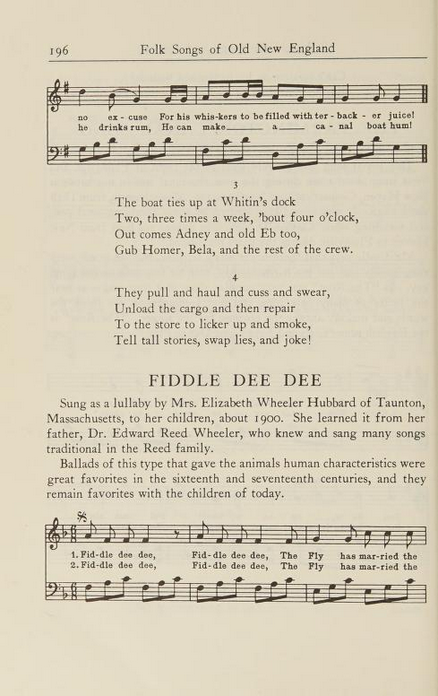 196 Folk Songs of Old New England
no ex - cuse For his whis-kers to be filled with ter - back - er juice!
he drinks rum, He can make a ca - nal boat hum!
3
The boat ties up at Whitin's dock
Two, three times a week, 'bout four o'clock,
Out comes Adney and old Eb too,
Gub Homer, Bela, and the rest of the crew.
4
They pull and haul and cuss and swear,
Unload the cargo and then repair
To the store to licker up and smoke,
Tell tall stories, swap lies, and joke!
FIDDLE DEE DEE
Sung as a lullaby by Mrs. Elizabeth Wheeler Hubbard of Taunton,
Massachusetts, to her children, about 1900. She learned it from her
father, Dr. Edward Reed Wheeler, who knew and sang many songs
traditional in the Reed family.
Ballads of this type that gave the animals human characteristics were
great favorites in the sixteenth and seventeenth centuries, and they
remain favorites with the children of today.
1. Fid-dle dee dee, Fid-dle dee dee, The Fly has mar-ried the
2. Fid-dle dee dee, Fid-dle dee dee, The Fly has mar-ried the